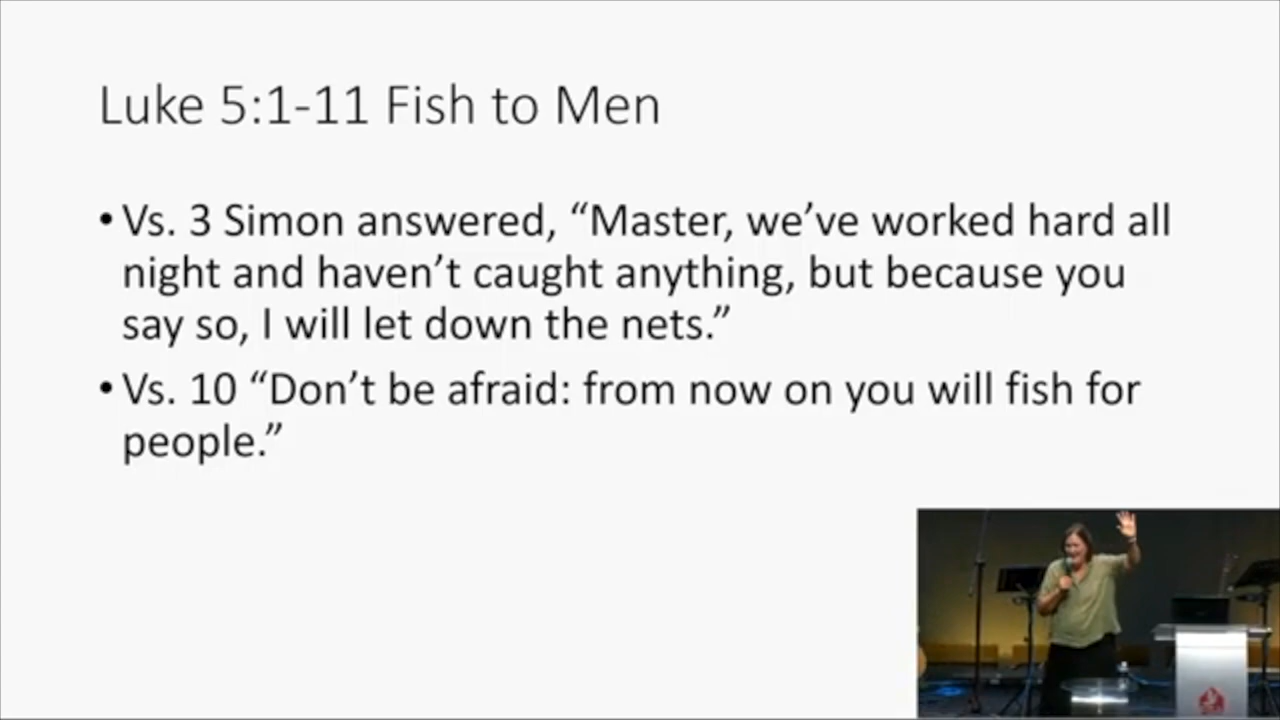 Luke 5:1-11 Fish to Men
• Vs. 3 Simon answered, “Master, we’ve worked hard all
night and haven’t caught anything, but because you
say so, I will let down the nets.”
• Vs. 10 “Don’t be afraid: from now on you will fish for
people.”